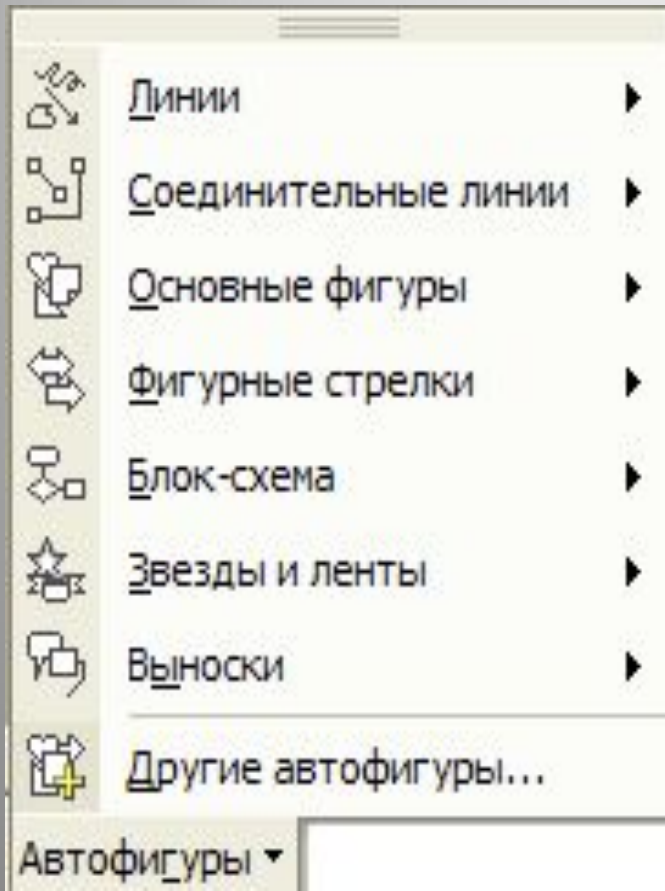 Линии
Соединительные линии
Основные фигуры
Фигурные стрелки
Блок-схема
Звезды и ленты
Выноски
Другие автофигуры...
Автофигуры